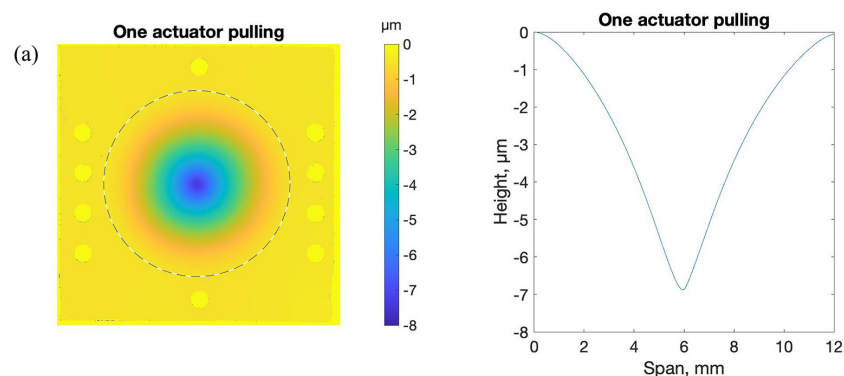 (a)
One actuator pulling
µm
0
-1
-2
-3
-4
-5
-6
-7
-8
One actuator pulling
Height, µm
0
-1
-2
-3
-4
-5
-6
-7
-8
0 2 4 6 8 10 12
Span, mm